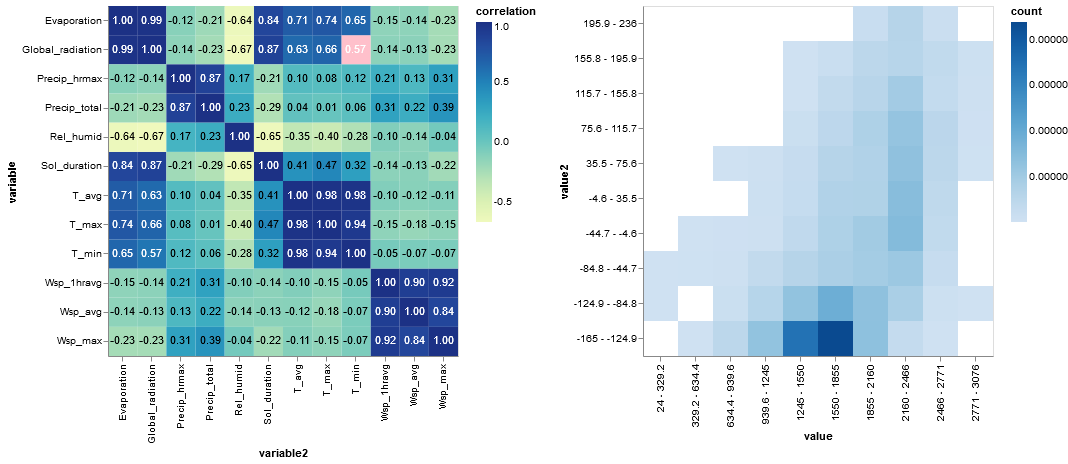 correlation
1.0
0.5
0.0
-0.5
variable
Evaporation 1.00 0.99 -0.12 -0.21 -0.64 0.84 0.71 0.74 0.65 -0.15 -0.14 -0.23
Global_radiation 0.99 1.00 -0.14 -0.23 -0.67 0.87 0.63 0.66 0.57 -0.14 -0.13 -0.23
Precip_hrmax -0.12 -0.14 1.00 0.87 0.17 -0.21 0.10 0.08 0.12 0.21 0.13 0.31
Precip_total -0.21 -0.23 0.87 1.00 0.23 -0.29 0.04 0.01 0.06 0.31 0.22 0.39
Rel_humid -0.64 -0.67 0.17 0.23 1.00 -0.65 -0.35 -0.40 -0.28 -0.10 -0.14 -0.04
Sol_duration 0.84 0.87 -0.21 -0.29 -0.65 1.00 0.41 0.47 0.32 -0.14 -0.13 -0.22
T_avg 0.71 0.63 0.10 0.04 -0.35 0.41 1.00 0.98 0.98 -0.10 -0.12 -0.11
T_max 0.74 0.66 0.08 0.01 -0.40 0.47 0.98 1.00 0.94 -0.15 -0.18 -0.15
T_min 0.65 0.57 0.12 0.06 -0.28 0.32 0.98 0.94 1.00 -0.05 -0.07 -0.07
Wsp_1hravg -0.15 -0.14 0.21 0.31 -0.10 -0.14 -0.10 -0.15 -0.05 1.00 0.90 0.92
Wsp_avg -0.14 -0.13 0.13 0.22 -0.14 -0.13 -0.12 -0.18 -0.07 0.90 1.00 0.84
Wsp_max -0.23 -0.23 0.31 0.39 -0.04 -0.22 -0.11 -0.15 -0.07 0.92 0.84 1.00
Evaporation
Global_radiation
Precip_hrmax
Precip_total
Rel_humid
Sol_duration
T_avg
T_max
T_min
Wsp_1hravg
Wsp_avg
Wsp_max
variable2
count
0.00000
0.00000
0.00000
0.00000
value2
195.9 - 236
155.8 - 195.9
115.7 - 155.8
75.6 - 115.7
35.5 - 75.6
-4.6 - 35.5
-44.7 - -4.6
-84.8 - -44.7
-124.9 - -84.8
-165 - -124.9
24 - 329.2
329.2 - 634.4
634.4 - 939.6
939.6 - 1245
1245 - 1550
1550 - 1855
1855 - 2160
2160 - 2466
2466 - 2771
2771 - 3076
value